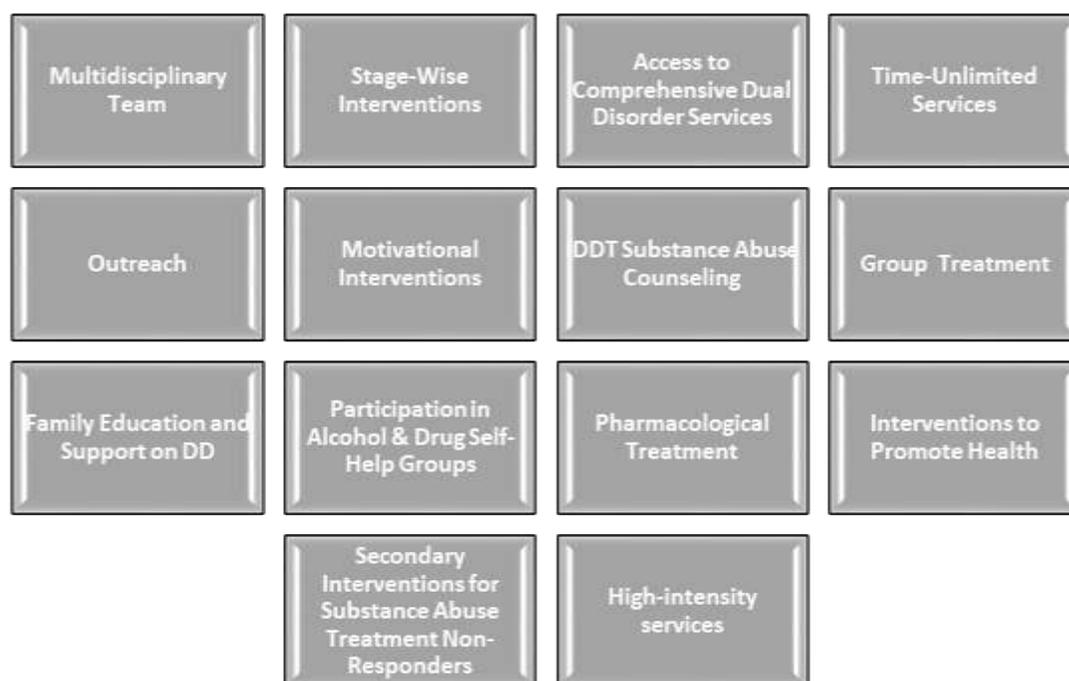 Multidisciplinary
Team
Stage-Wise
Interventions
Access to
Comprehensive Dual
Disorder Services
Time-Unlimited
Services
Outreach
Motivational
Interventions
DDT Substance Abuse
Counseling
Group Treatment
Family Education and
Support on DD
Participation in
Alcohol & Drug Self-
Help Groups
Pharmacological
Treatment
Interventions to
Promote Health
Secondary
Interventions for
Substance Abuse
Treatment Non-
Responders
High-intensity
services